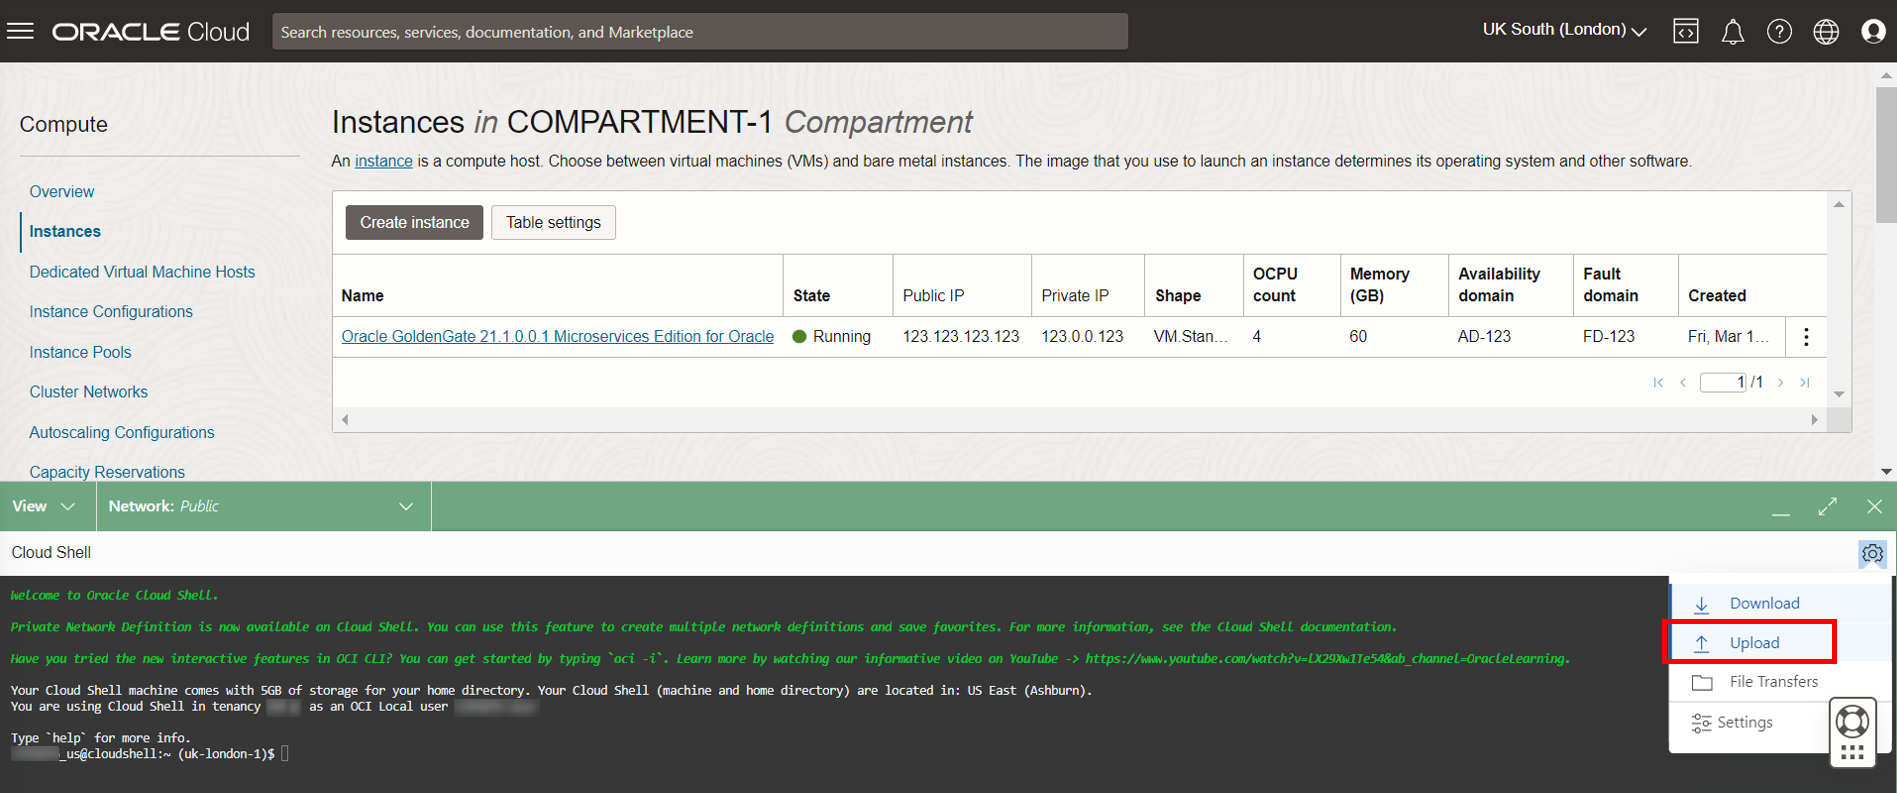 ORACLE Cloud
Search resources, services, documentation, and Marketplace
UK South (London)
Compute
Overview
Instances
Dedicated Virtual Machine Hosts
Instance Configurations
Instance Pools
Cluster Networks
Autoscaling Configurations
Capacity Reservations
Instances in COMPARTMENT-1 Compartment
An instance is a compute host. Choose between virtual machines (VMs) and bare metal instances. The image that you use to launch an instance determines its operating system and other software.
Create instance Table settings
Name State Public IP Private IP Shape OCPU count Memory (GB) Availability domain Fault domain Created
Oracle GoldenGate 21.1.0.0.1 Microservices Edition for Oracle Running 123.123.123.123 123.0.0.123 VM.Stan... 4 60 AD-123 FD-123 Fri, Mar 1...
1 /1
View Network: Public
Cloud Shell
Welcome to Oracle Cloud Shell.
Private Network Definition is now available on Cloud Shell. You can use this feature to create multiple network definitions and save favorites. For more information, see the Cloud Shell documentation.
Have you tried the new interactive features in OCI CLI? You can get started by typing `oci -i`. Learn more by watching our informative video on YouTube -> https://www.youtube.com/watch?v=lX29Xw1Te54&ab_channel=OracleLearning.
Your Cloud Shell machine comes with 5GB of storage for your home directory. Your Cloud Shell (machine and home directory) are located in: US East (Ashburn).
You are using Cloud Shell in tenancy as an OCI Local user
Type `help` for more info.
_us@cloudshell:~ (uk-london-1)$
Download
Upload
File Transfers
Settings